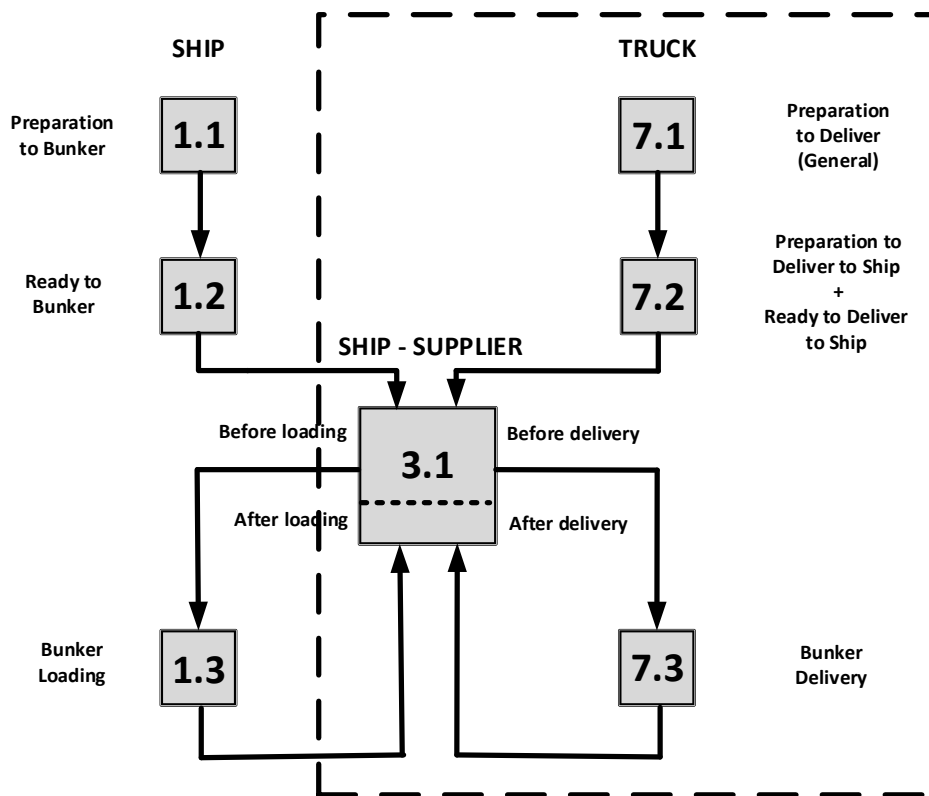 SHIP
TRUCK
Preparation
to Bunker
1.1
7.1
Preparation
to Deliver
(General)
Ready to
Bunker
1.2
7.2
Preparation to
Deliver to Ship
+
Ready to Deliver
to Ship
SHIP - SUPPLIER
Before loading
3.1
Before delivery
After loading
After delivery
Bunker
Loading
1.3
7.3
Bunker
Delivery